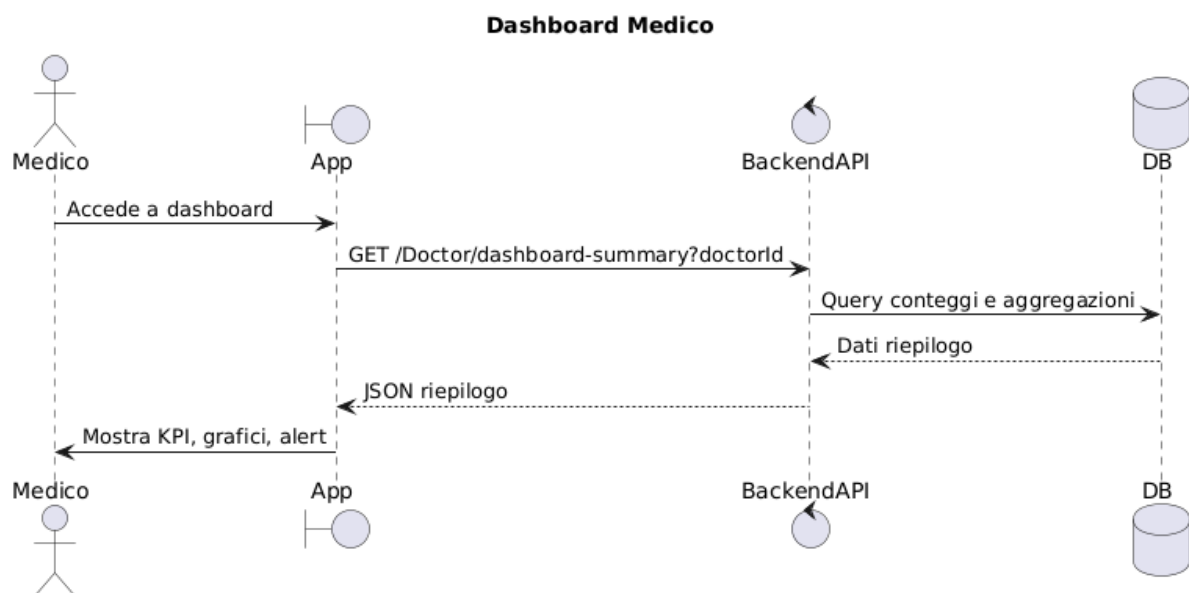 Dashboard Medico
Medico App BackendAPI DB
Accede a dashboard
GET /Doctor/dashboard-summary?doctorId
Query conteggi e aggregazioni
Dati riepilogo
JSON riepilogo
Mostra KPI, grafici, alert
Medico App BackendAPI DB